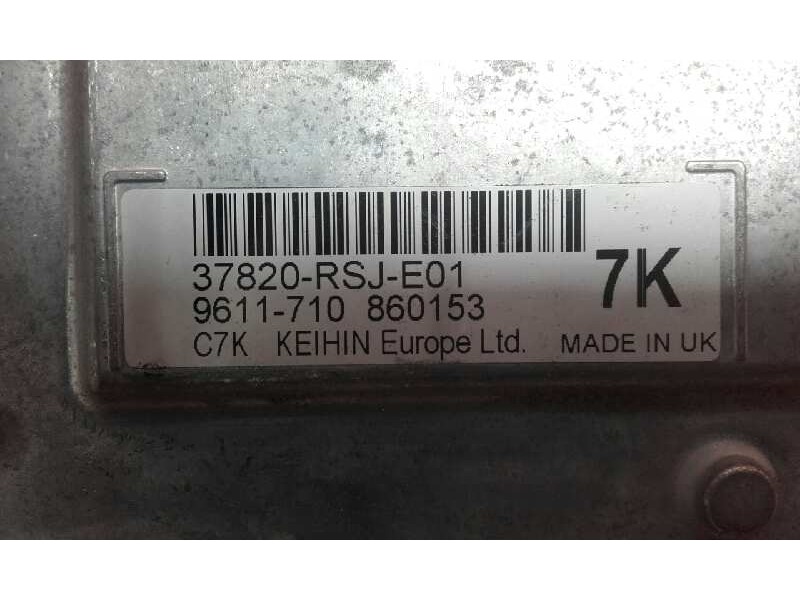 37820-RSJ-E01
7K
9611-710 860153
C7K KEIHIN Europe Ltd. MADE IN UK